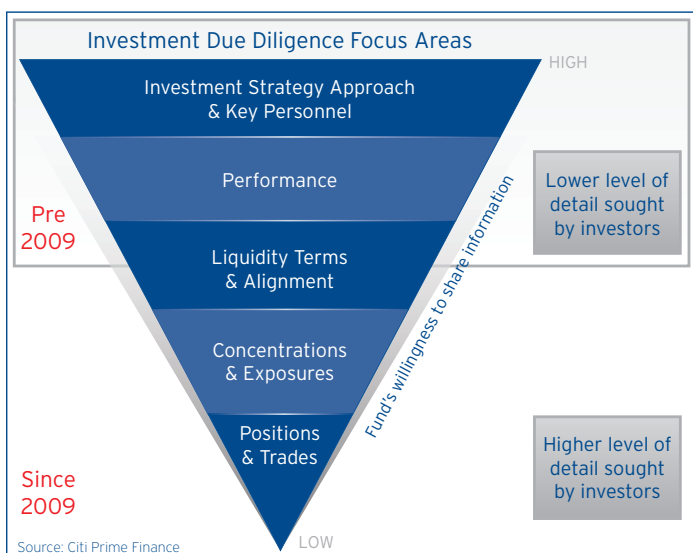 Investment Due Diligence Focus Areas
HIGH
Investment Strategy Approach
& Key Personnel
Performance
Lower level of
detail sought
by investors
Pre
2009
Liquidity Terms
& Alignment
Fund's willingness to share information
Concentrations
& Exposures
Positions
& Trades
Higher level of
detail sought
by investors
Since
2009
LOW
Source: Citi Prime Finance